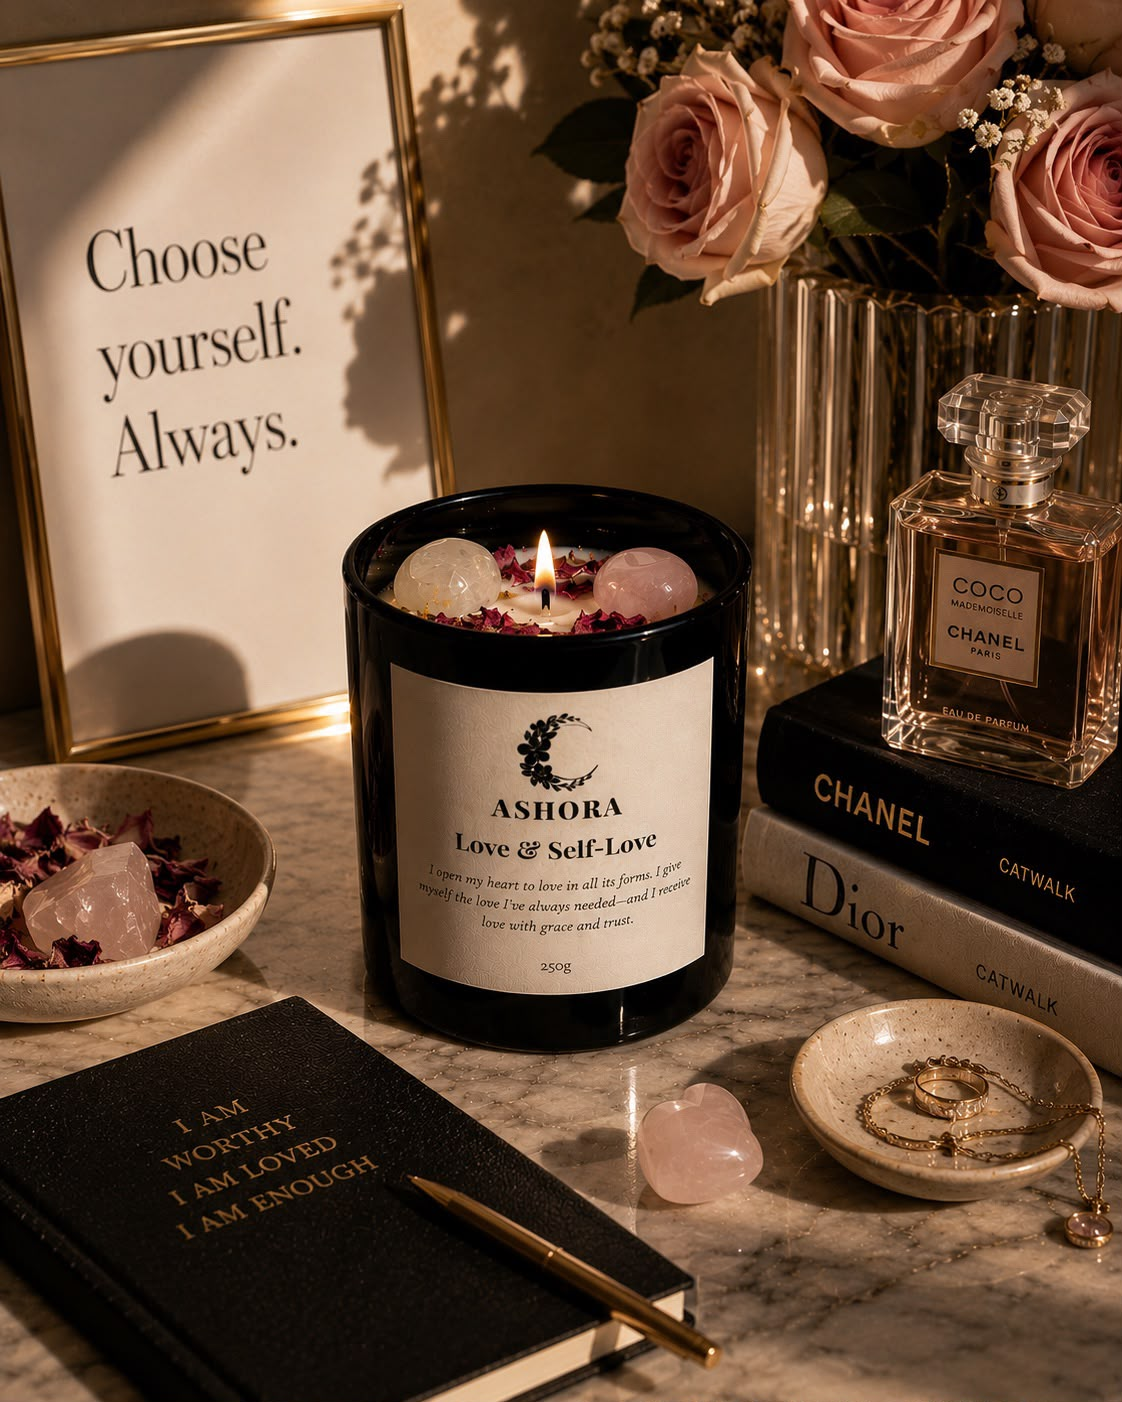 Choose
yourself.
Always.
COCO
MADEMOISELLE
CHANEL
PARIS
EAU DE PARFUM
ASHORA
Love & Self-Love
I open my heart to love in all its forms. I give
myself the love I've always needed—and I receive
love with grace and trust.
250g
CHANEL
CATWALK
Dior
CATWALK
I AM
WORTHY
I AM LOVED
I AM ENOUGH